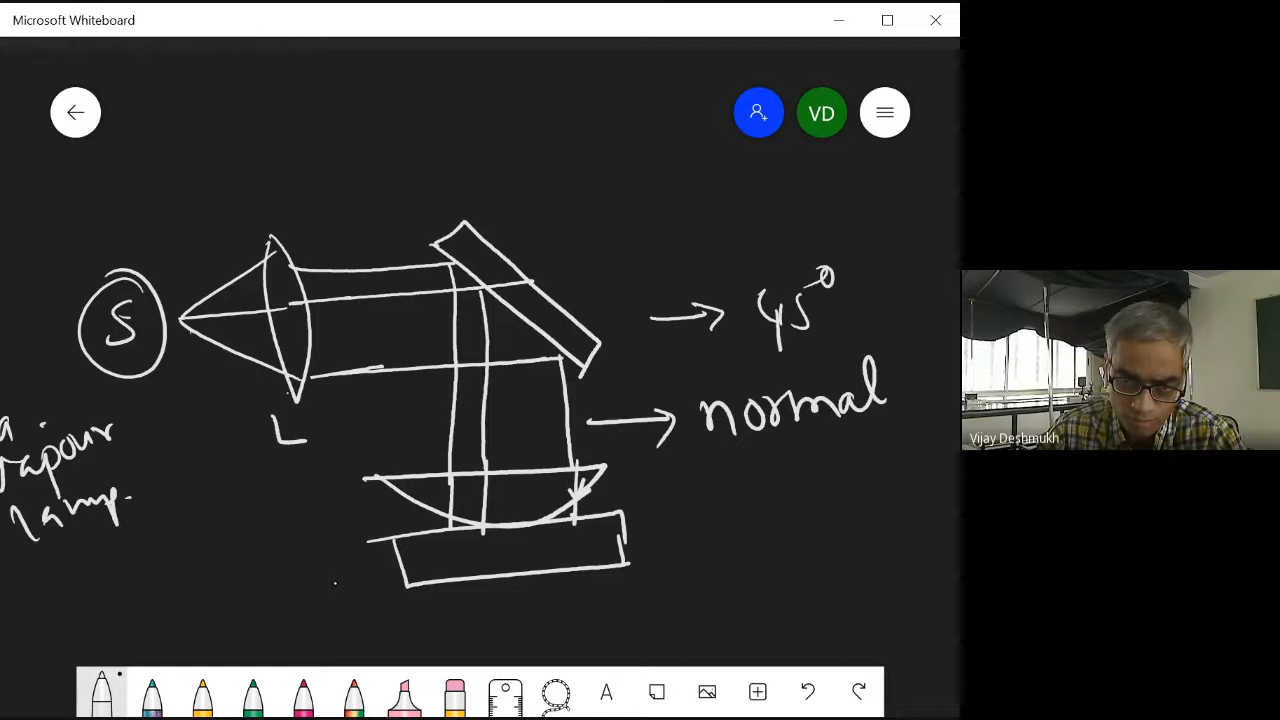 Microsoft Whiteboard
VD
S
45°
normal
L
a
vapour
lamp.
Vijay Deshmukh
A